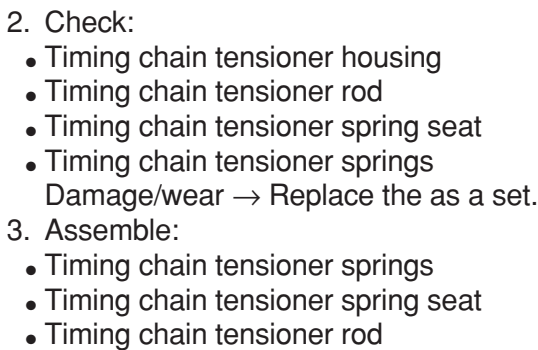 2. Check:
• Timing chain tensioner housing
• Timing chain tensioner rod
• Timing chain tensioner spring seat
• Timing chain tensioner springs
Damage/wear → Replace the as a set.
3. Assemble:
• Timing chain tensioner springs
• Timing chain tensioner spring seat
• Timing chain tensioner rod